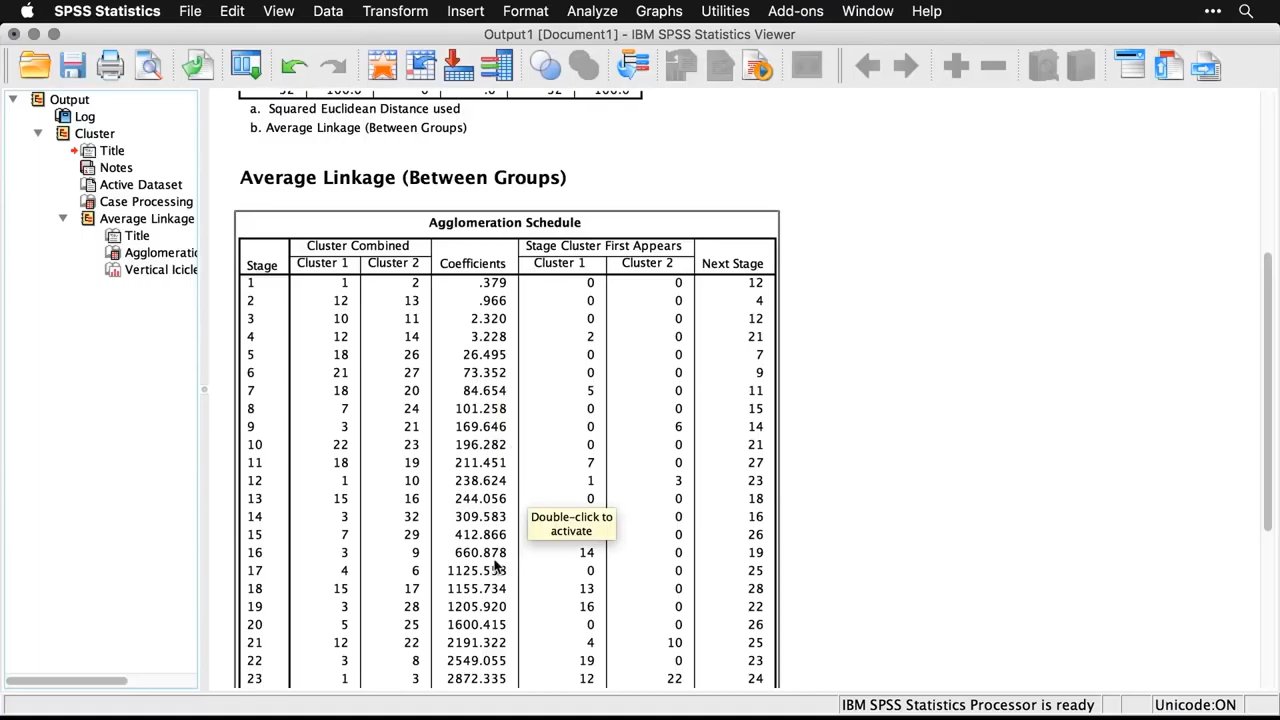 SPSS Statistics File Edit View Data Transform Insert Format Analyze Graphs Utilities Add-ons Window Help
Output1 [Document1] - IBM SPSS Statistics Viewer
Output
Log
Cluster
Title
Notes
Active Dataset
Case Processing
Average Linkage
Title
Agglomeratic
Vertical Icicle
a. Squared Euclidean Distance used
b. Average Linkage (Between Groups)
Average Linkage (Between Groups)
Agglomeration Schedule
Cluster Combined Stage Cluster First Appears
Stage Cluster 1 Cluster 2 Coefficients Cluster 1 Cluster 2 Next Stage
1 1 2 .379 0 0 12
2 12 13 .966 0 0 4
3 10 11 2.320 0 0 12
4 12 14 3.228 2 0 21
5 18 26 26.495 0 0 7
6 21 27 73.352 0 0 9
7 18 20 84.654 5 0 11
8 7 24 101.258 0 0 15
9 3 21 169.646 0 6 14
10 22 23 196.282 0 0 21
11 18 19 211.451 7 0 27
12 1 10 238.624 1 3 23
13 15 16 244.056 0 0 18
14 3 32 309.583 0 16
15 7 29 412.866 0 26
16 3 9 660.878 14 0 19
17 4 6 0 0 25
18 15 17 1155.734 13 0 28
19 3 28 1205.920 16 0 22
20 5 25 1600.415 0 0 26
21 12 22 2191.322 4 10 25
22 3 8 2549.055 19 0 23
23 1 3 2872.335 12 22 24
Double-click to
activate
IBM SPSS Statistics Processor is ready Unicode:ON